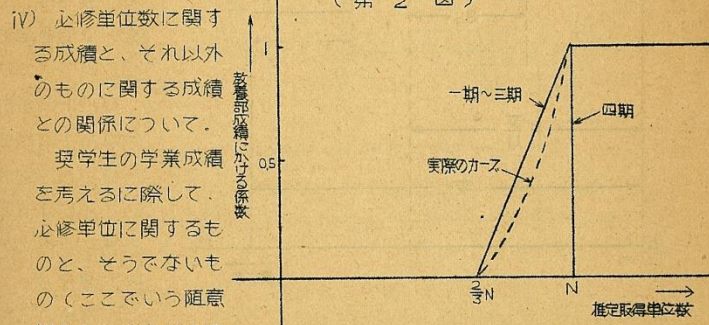 (第2図)
iV) 必修単位数に関す
る成績と、それ以外
のものに関する成績
との関係について.
奨学生の学業成績
を考えるに際して.
必修単位に関するも
のと、そうでないも
の(ここでいう随意
教養部成績にかける係数
1
0,5
一期~三期
四期
実際のカーブ
2/3 N
N
推定取得単位数